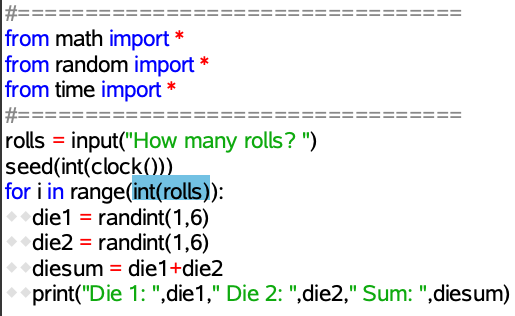 #=================================
from math import *
from random import *
from time import *
#=================================
rolls = input("How many rolls? ")
seed(int(clock()))
for i in range(int(rolls)):
◆◆die1 = randint(1,6)
◆◆die2 = randint(1,6)
◆◆diesum = die1+die2
◆◆print("Die 1: ",die1," Die 2: ",die2," Sum: ",diesum)